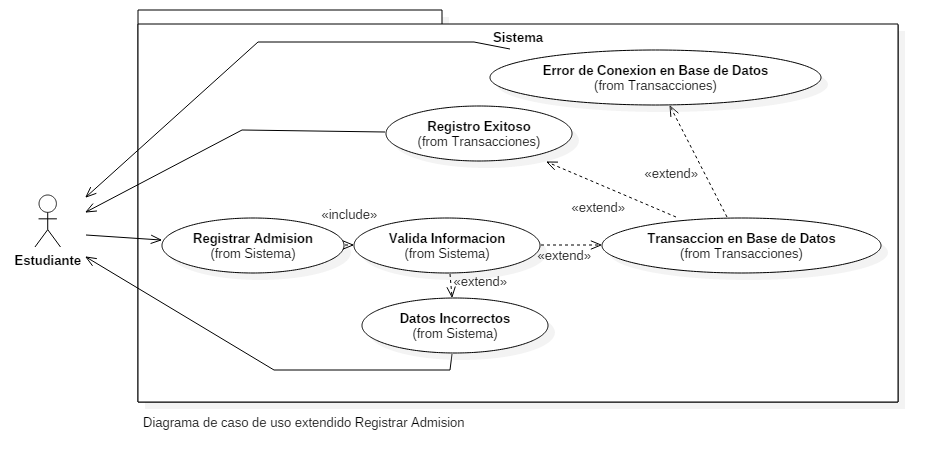 Sistema
Error de Conexion en Base de Datos
(from Transacciones)
Registro Exitoso
(from Transacciones)
«extend»
«extend»
«include»
Registrar Admision
(from Sistema)
Valida Informacion
(from Sistema)
«extend»
Transaccion en Base de Datos
(from Transacciones)
Estudiante
«extend»
Datos Incorrectos
(from Sistema)
Diagrama de caso de uso extendido Registrar Admision